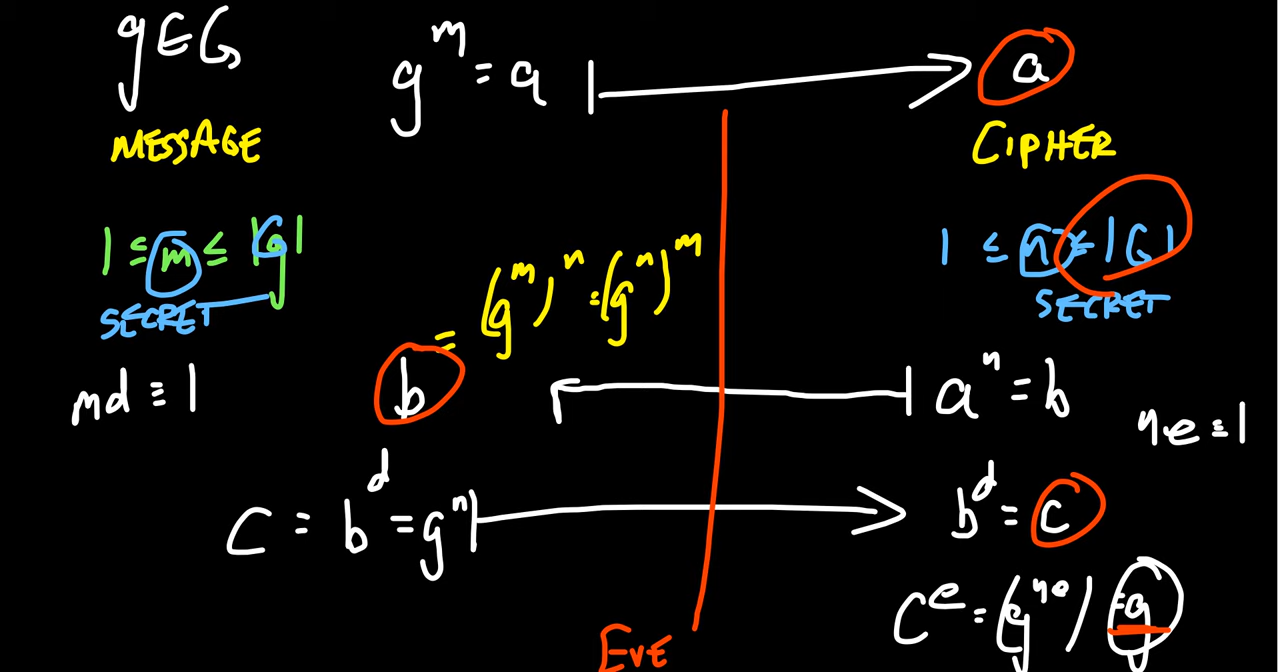 g ∈ G g^m = a ↦ a
MESSAGE CIPHER
1 ≤ m ≤ |G| 1 ≤ n ≤ |G|
SECRET SECRET
b = (g^m)^n = (g^n)^m
md ≡ 1 a^n = b
n·e ≡ 1
c = b^d = g^n b^d = c
c^e = (g^ne) = g
Eve